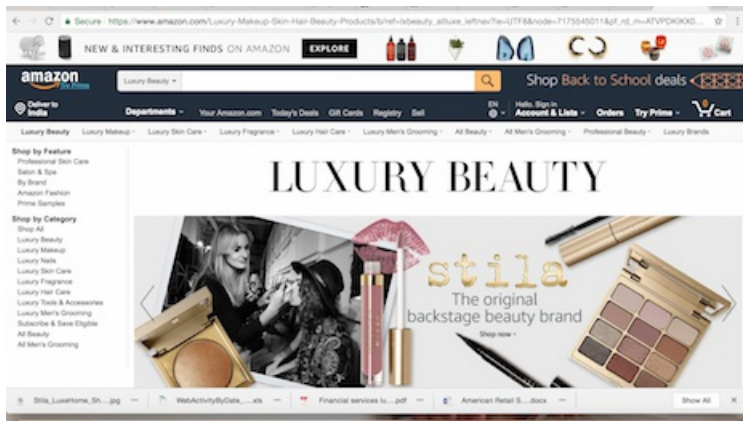 Secure https://www.amazon.com/Luxury-Makeup-Skin-Hair-Beauty-Products/b/ref=lxbeauty_allluxe_leftnav?ie=UTF8&node=7175545011&pf_rd_m=ATVPDKIKX0...
NEW & INTERESTING FINDS ON AMAZON EXPLORE
amazon
Try Prime
Luxury Beauty
Shop Back to School deals
Deliver to
India
Departments Your Amazon.com Today's Deals Gift Cards Registry Sell
EN
Hello. Sign in
Account & Lists Orders Try Prime 0 Cart
Luxury Beauty Luxury Makeup Luxury Skin Care Luxury Fragrance Luxury Hair Care Luxury Men's Grooming All Beauty All Men's Grooming Professional Beauty Luxury Brands
Shop by Feature
Professional Skin Care
Salon & Spa
By Brand
Amazon Fashion
Prime Samples
Shop by Category
Shop All
Luxury Beauty
Luxury Makeup
Luxury Nails
Luxury Skin Care
Luxury Fragrance
Luxury Hair Care
Luxury Tools & Accessories
Luxury Men's Grooming
Subscribe & Save Eligible
All Beauty
All Men's Grooming
LUXURY BEAUTY
stila
The original
backstage beauty brand
Shop now ›
Stila_LuxeHome_Sh....jpg WebActivityByDate_....xls Financial services lu....pdf American Retail S....docx Show All